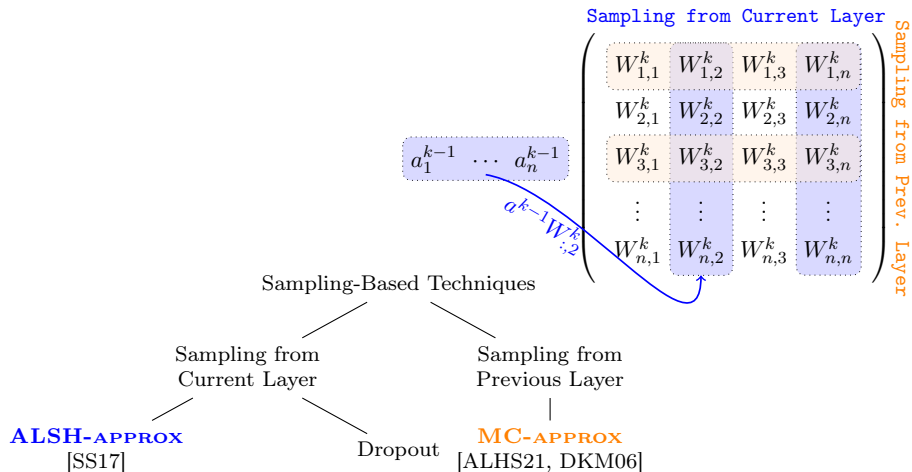 Sampling from Current Layer
Sampling from Prev. Layer
W^k_{1,1} W^k_{1,2} W^k_{1,3} W^k_{1,n}
W^k_{2,1} W^k_{2,2} W^k_{2,3} W^k_{2,n}
a^{k−1}_1 ⋯ a^{k−1}_n
W^k_{3,1} W^k_{3,2} W^k_{3,3} W^k_{3,n}
⋮ ⋮ ⋮ ⋮
W^k_{n,1} W^k_{n,2} W^k_{n,3} W^k_{n,n}
a^{k−1}W^k_{:,2}
Sampling-Based Techniques
Sampling from
Current Layer
Sampling from
Previous Layer
ALSH-APPROX
[SS17]
Dropout
MC-APPROX
[ALHS21, DKM06]